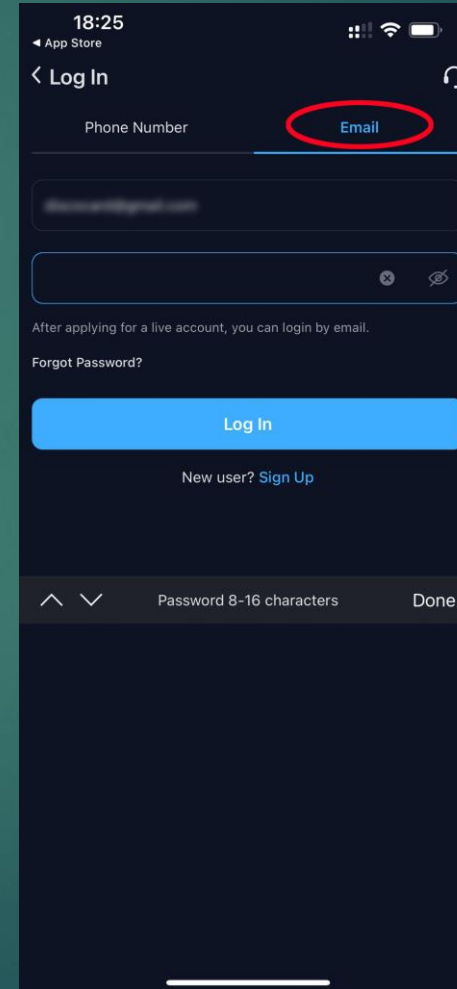 18:25
◄ App Store
< Log In
Phone Number
Email
After applying for a live account, you can login by email.
Forgot Password?
Log In
New user? Sign Up
Password 8-16 characters
Done